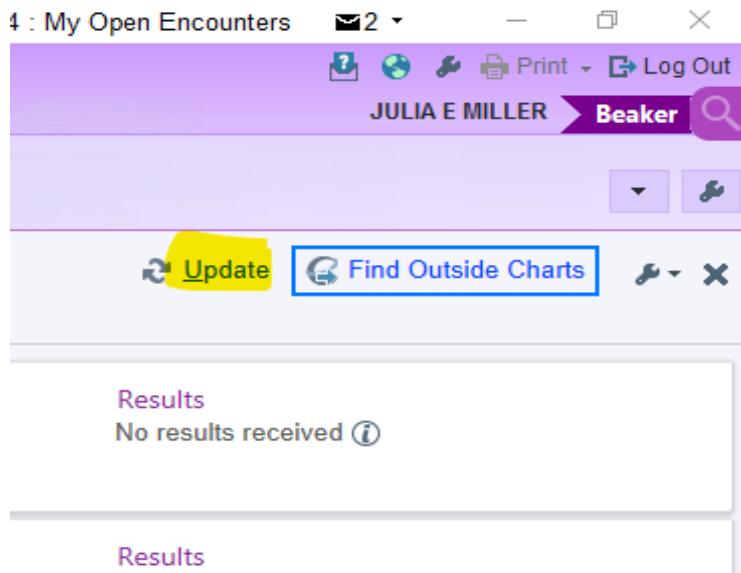 4 : My Open Encounters 2
Print Log Out
JULIA E MILLER Beaker
Update Find Outside Charts
Results
No results received
Results